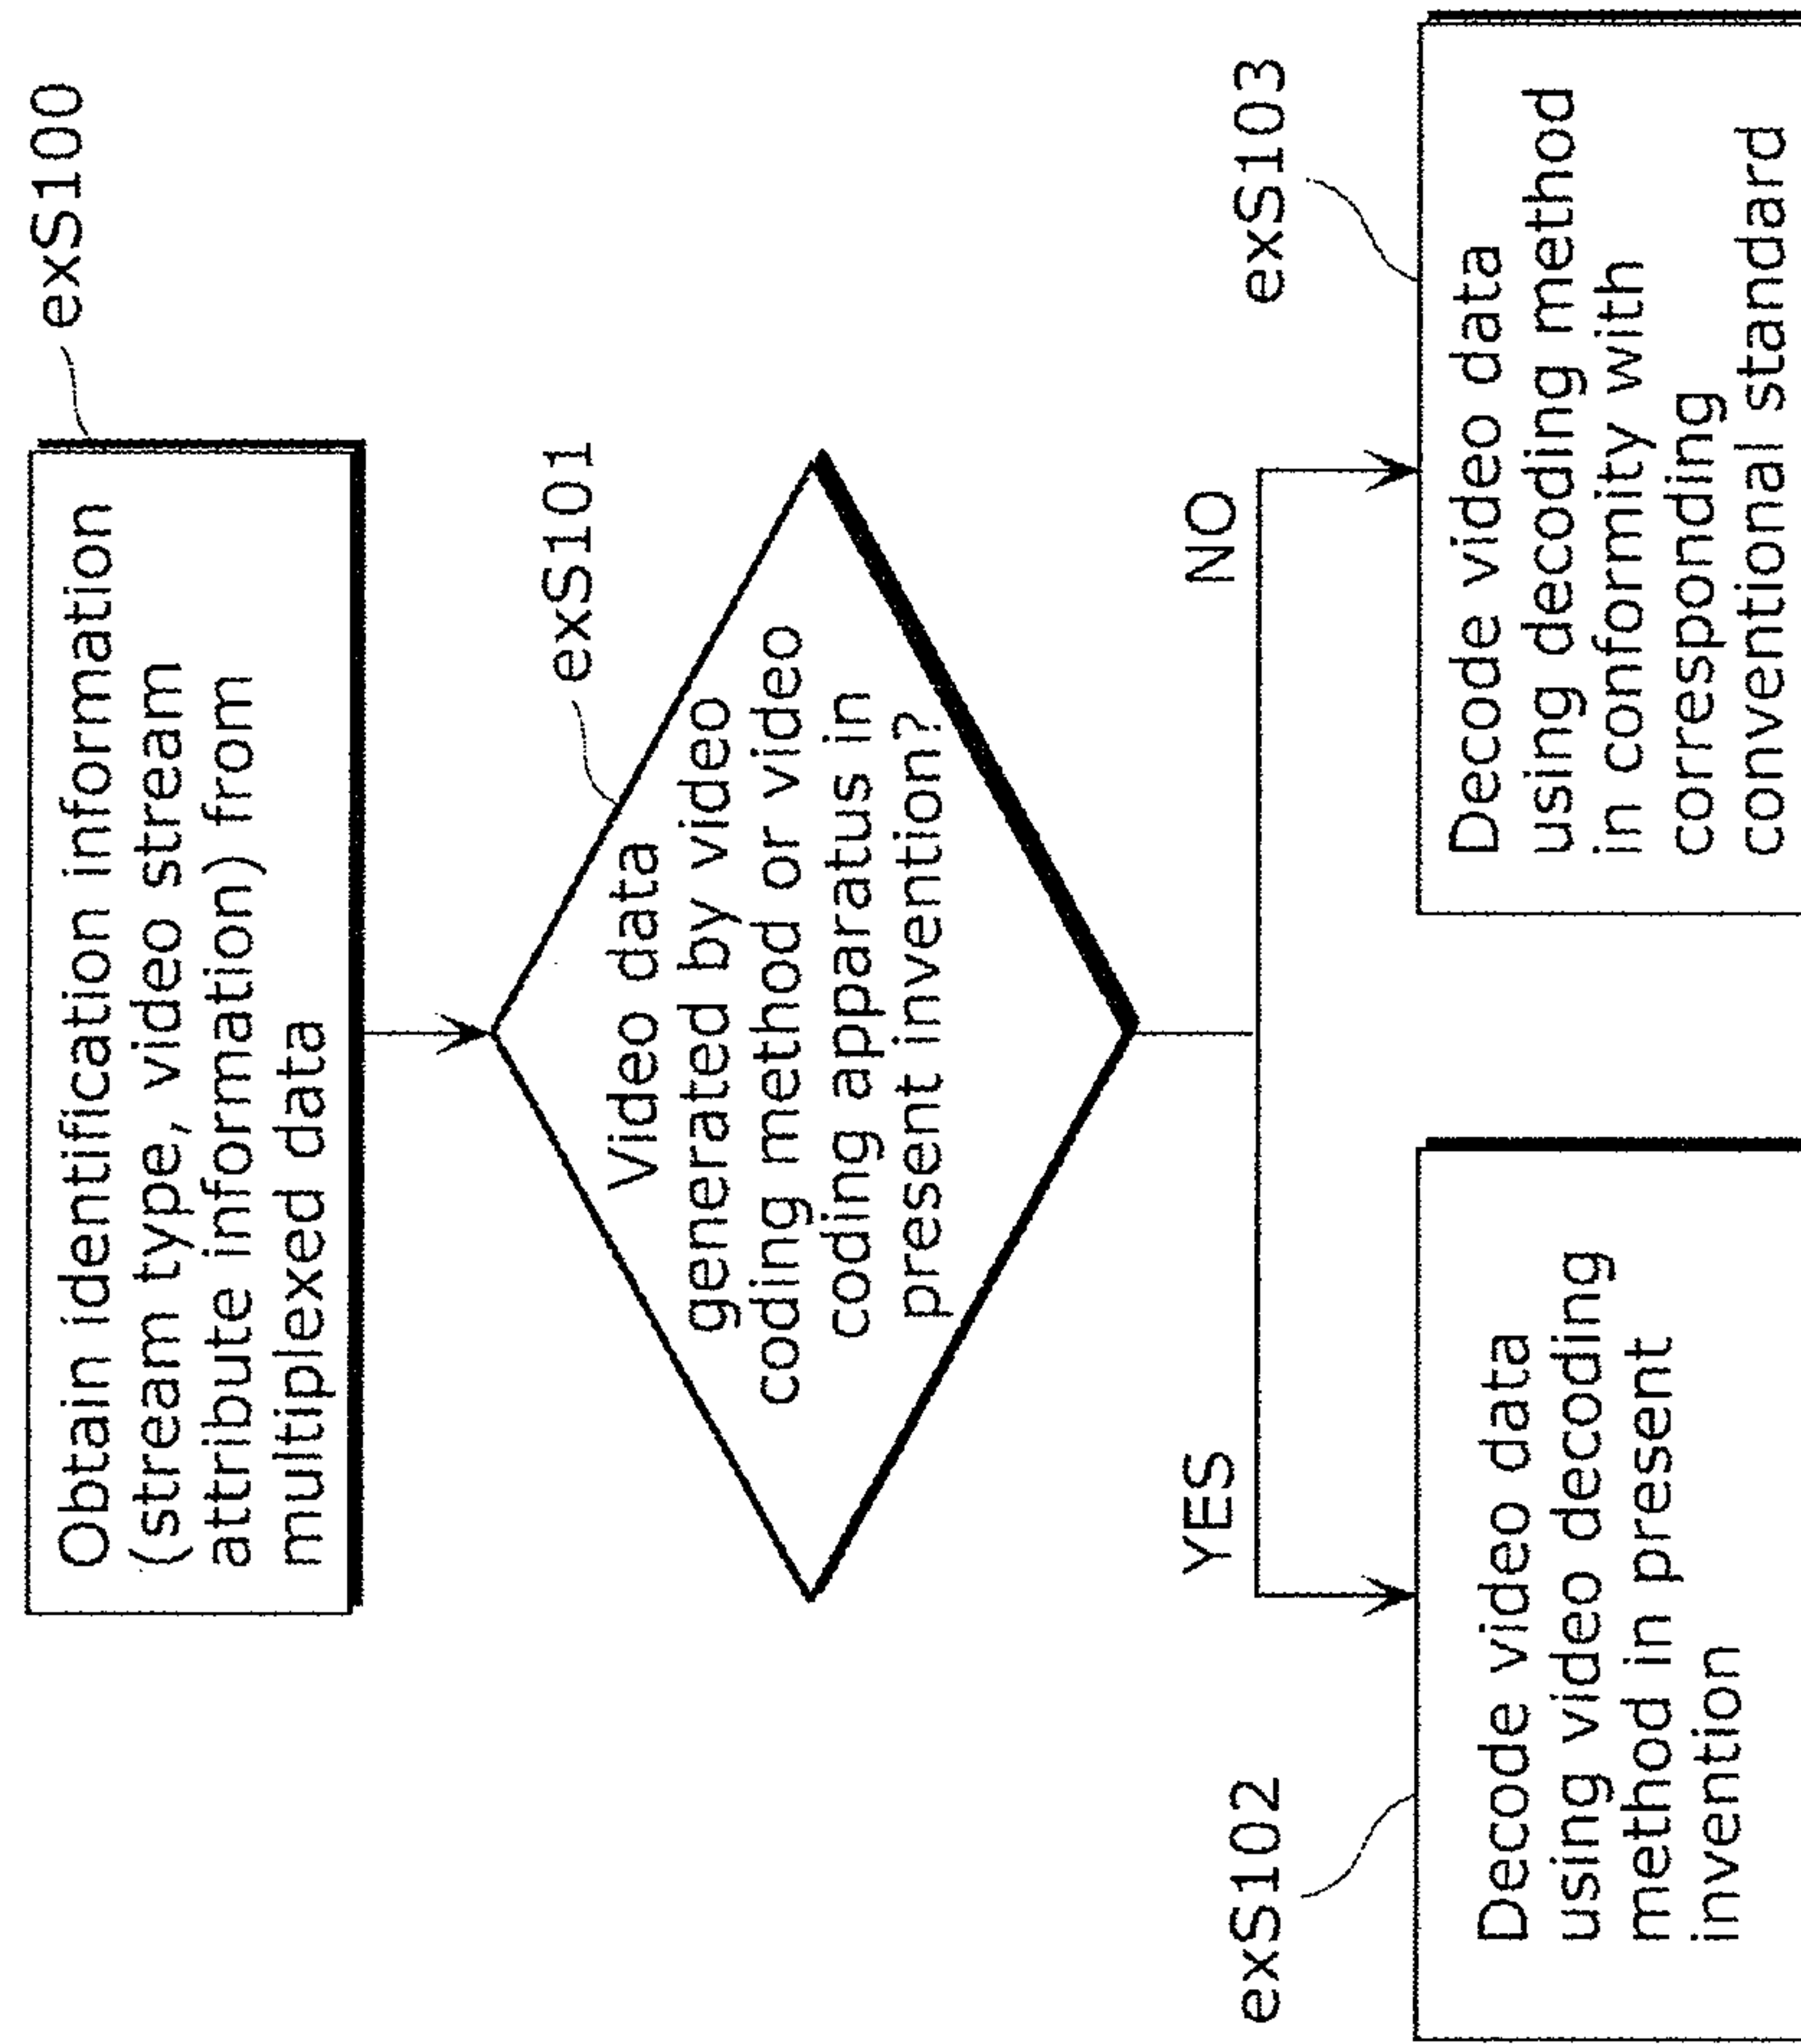 exS100
Obtain identification information
(stream type, video stream
attribute information) from
multiplexed data
exS101
Video data
generated by video
coding method or video
coding apparatus in
present invention?
YES
NO
exS102
Decode video data
using video decoding
method in present
invention
exS103
Decode video data
using decoding method
in conformity with
corresponding
conventional standard